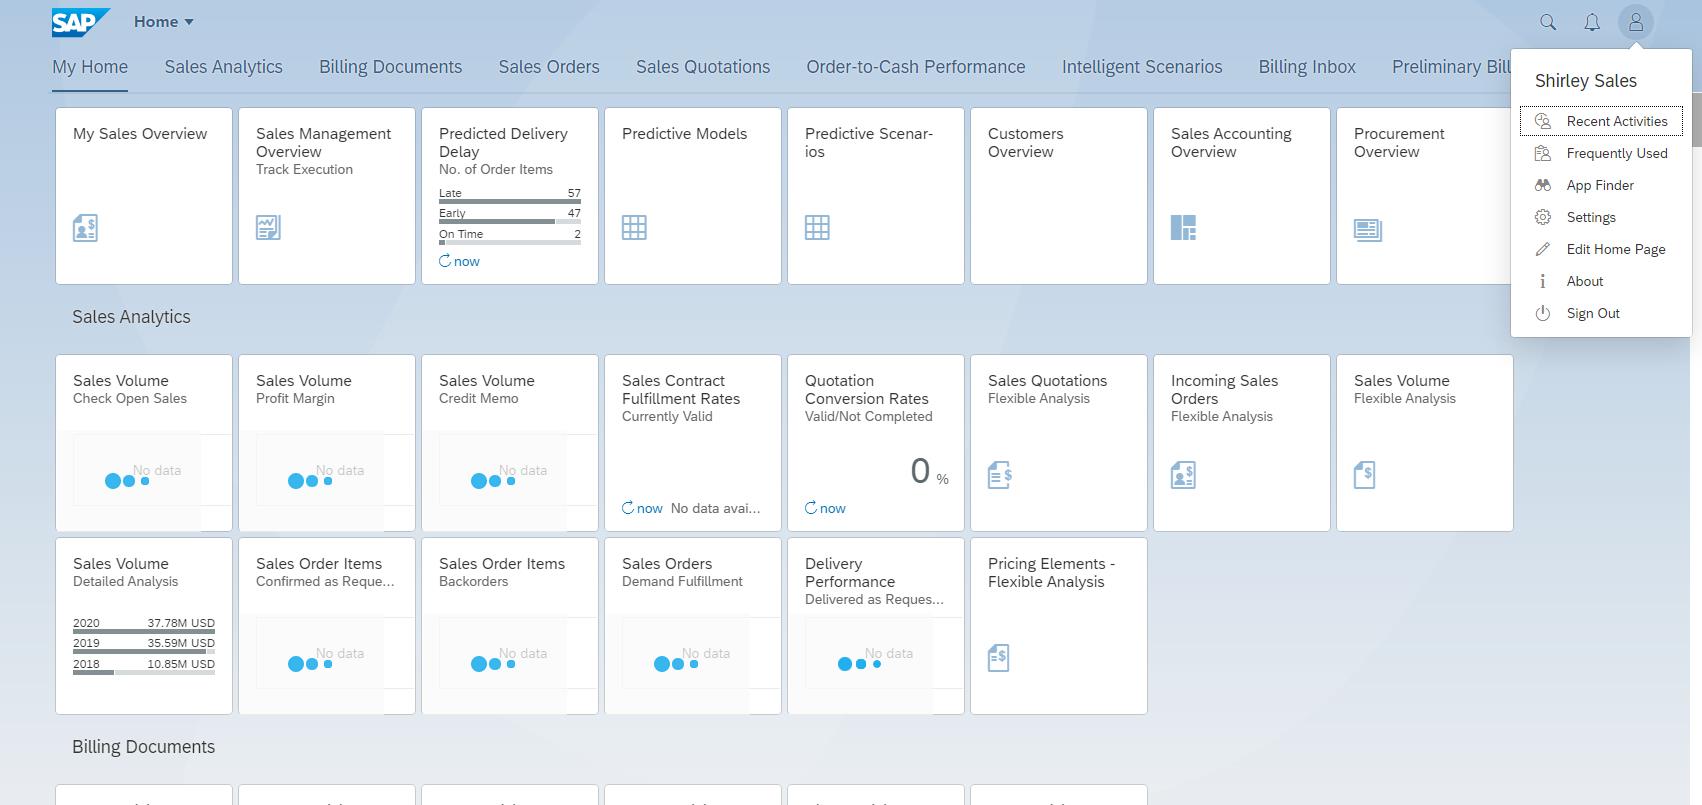 SAP Home
My Home Sales Analytics Billing Documents Sales Orders Sales Quotations Order-to-Cash Performance Intelligent Scenarios Billing Inbox Preliminary Bill
Shirley Sales
Recent Activities
Frequently Used
App Finder
Settings
Edit Home Page
About
Sign Out
My Sales Overview
Sales Management
Overview
Track Execution
Predicted Delivery
Delay
No. of Order Items
Late 57
Early 47
On Time 2
now
Predictive Models
Predictive Scenar-
ios
Customers
Overview
Sales Accounting
Overview
Procurement
Overview
Sales Analytics
Sales Volume
Check Open Sales
No data
Sales Volume
Profit Margin
No data
Sales Volume
Credit Memo
No data
Sales Contract
Fulfillment Rates
Currently Valid
now No data avai...
Quotation
Conversion Rates
Valid/Not Completed
0 %
now
Sales Quotations
Flexible Analysis
Incoming Sales
Orders
Flexible Analysis
Sales Volume
Flexible Analysis
Sales Volume
Detailed Analysis
2020 37.78M USD
2019 35.59M USD
2018 10.85M USD
Sales Order Items
Confirmed as Reque...
No data
Sales Order Items
Backorders
No data
Sales Orders
Demand Fulfillment
No data
Delivery
Performance
Delivered as Reques...
No data
Pricing Elements -
Flexible Analysis
Billing Documents